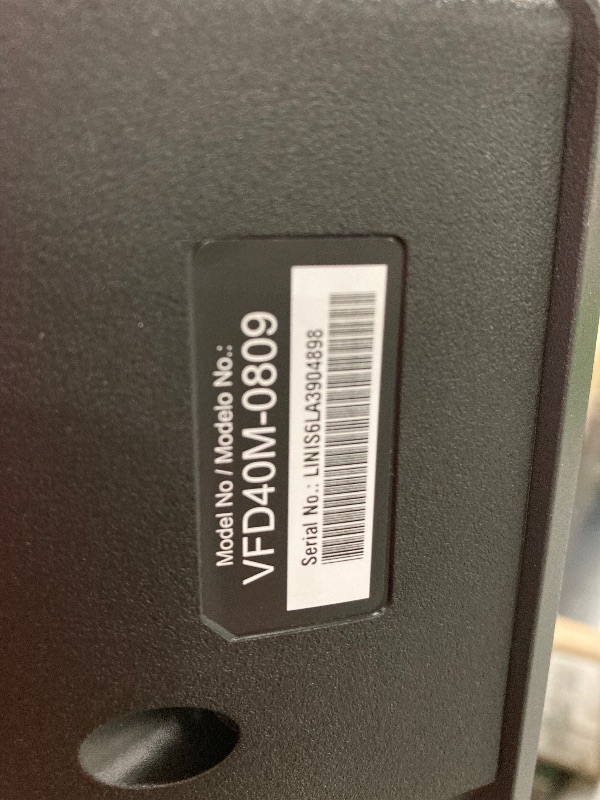 Model No / Modelo No.:
VFD40M-0809
Serial No.: LINIS6LA3904898